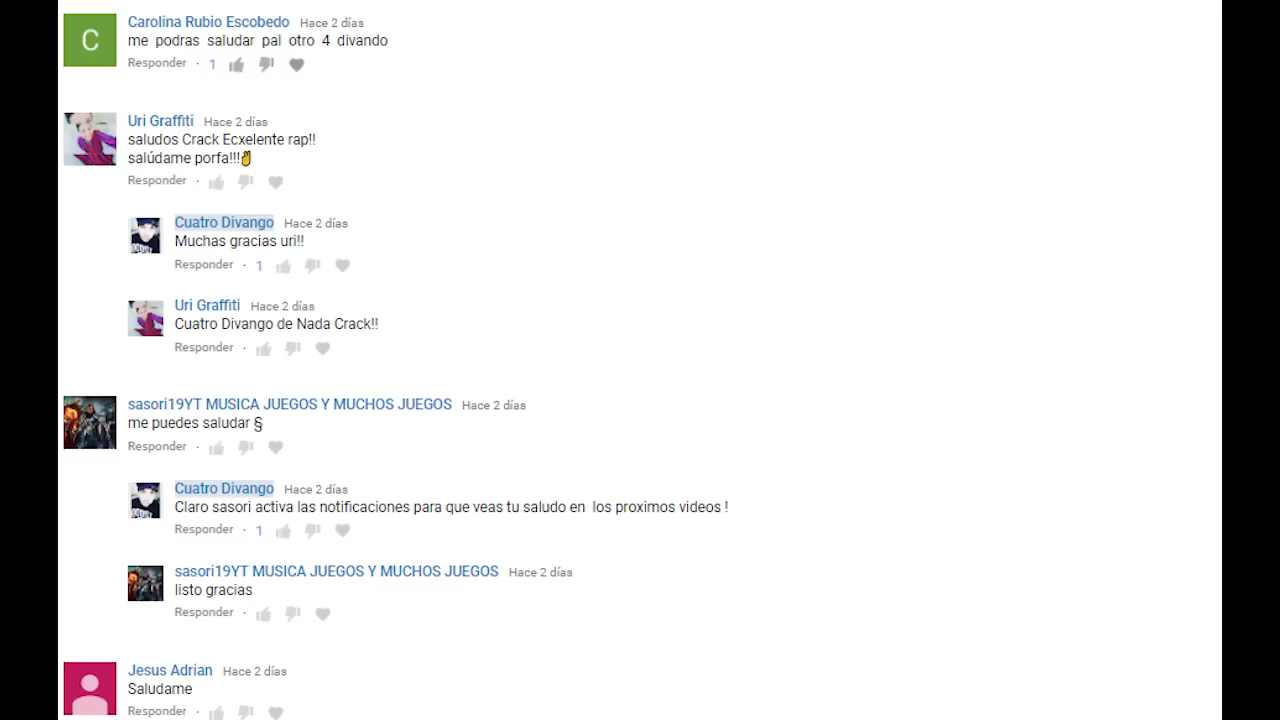 Carolina Rubio Escobedo Hace 2 días
me podras saludar pal otro 4 divando
Responder · 1
Uri Graffiti Hace 2 días
saludos Crack Ecxelente rap!!
salúdame porfa!!!✌
Responder ·
Cuatro Divango Hace 2 días
Muchas gracias uri!!
Responder · 1
Uri Graffiti Hace 2 días
Cuatro Divango de Nada Crack!!
Responder ·
sasori19YT MUSICA JUEGOS Y MUCHOS JUEGOS Hace 2 días
me puedes saludar §
Responder ·
Cuatro Divango Hace 2 días
Claro sasori activa las notificaciones para que veas tu saludo en los proximos videos !
Responder · 1
sasori19YT MUSICA JUEGOS Y MUCHOS JUEGOS Hace 2 días
listo gracias
Responder ·
Jesus Adrian Hace 2 días
Saludame
Responder ·
C